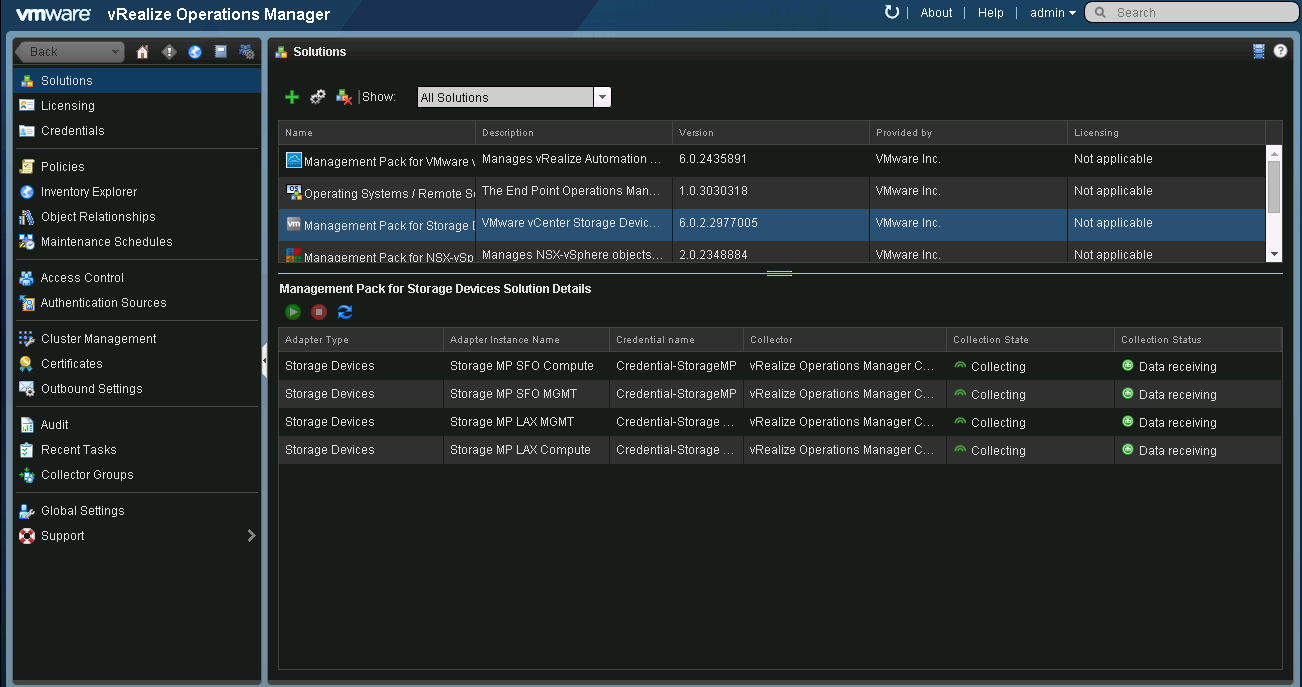 vmware vRealize Operations Manager About Help admin Search
Back
Solutions
Licensing
Credentials
Policies
Inventory Explorer
Object Relationships
Maintenance Schedules
Access Control
Authentication Sources
Cluster Management
Certificates
Outbound Settings
Audit
Recent Tasks
Collector Groups
Global Settings
Support
Solutions
Show: All Solutions
Name Description Version Provided by Licensing
Management Pack for VMware v Manages vRealize Automation ... 6.0.2435891 VMware Inc. Not applicable
Operating Systems / Remote Se The End Point Operations Man... 1.0.3030318 VMware Inc. Not applicable
vm Management Pack for Storage D VMware vCenter Storage Devic... 6.0.2.2977005 VMware Inc. Not applicable
Management Pack for NSX-vSp Manages NSX-vSphere objects... 2.0.2348884 VMware Inc. Not applicable
Management Pack for Storage Devices Solution Details
Adapter Type Adapter Instance Name Credential name Collector Collection State Collection Status
Storage Devices Storage MP SFO Compute Credential-StorageMP vRealize Operations Manager C... Collecting Data receiving
Storage Devices Storage MP SFO MGMT Credential-StorageMP vRealize Operations Manager C... Collecting Data receiving
Storage Devices Storage MP LAX MGMT Credential-Storage ... vRealize Operations Manager C... Collecting Data receiving
Storage Devices Storage MP LAX Compute Credential-Storage ... vRealize Operations Manager C... Collecting Data receiving